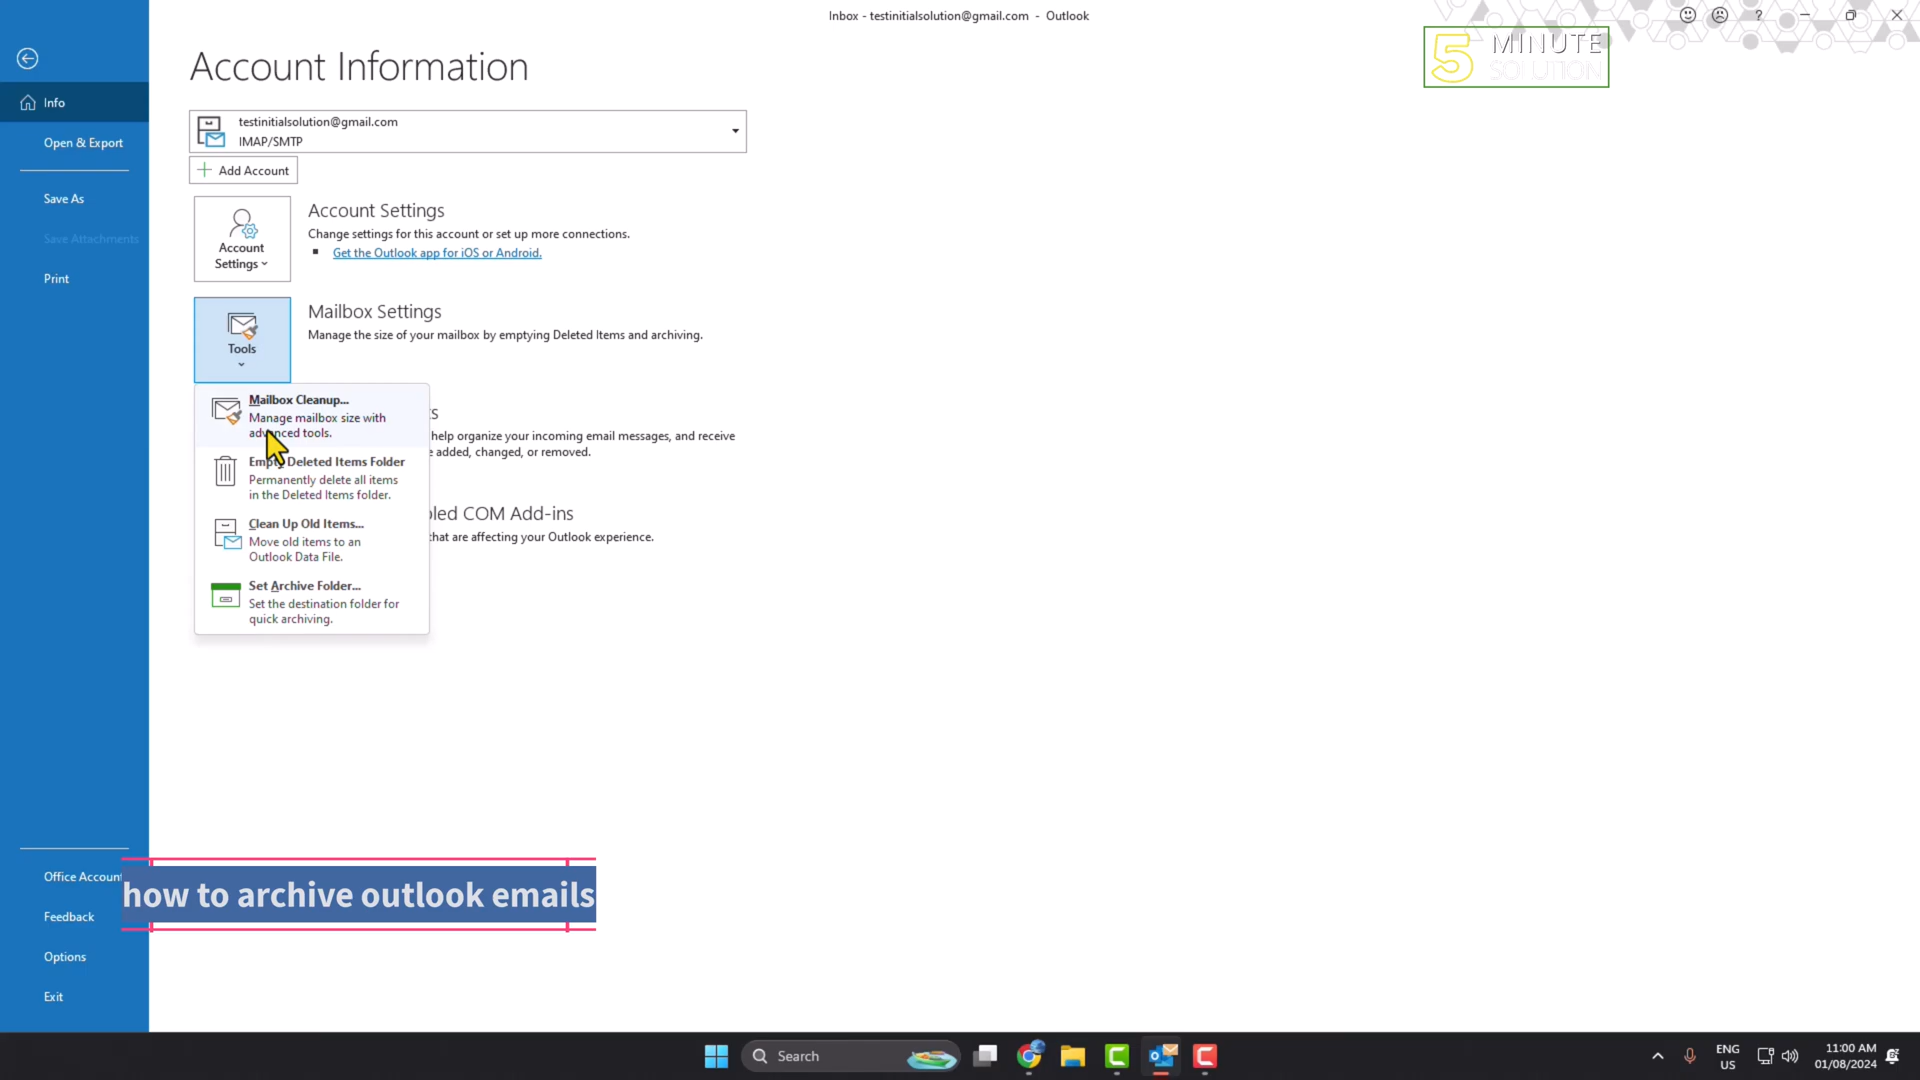 Inbox - testinitialsolution@gmail.com - Outlook
?
5 MINUTE
SOLUTION
Account Information
Info
Open & Export
Save As
Save Attachments
Print
testinitialsolution@gmail.com
IMAP/SMTP
Add Account
Account
Settings
Account Settings
Change settings for this account or set up more connections.
Get the Outlook app for iOS or Android.
Tools
Mailbox Settings
Manage the size of your mailbox by emptying Deleted Items and archiving.
Mailbox Cleanup...
Manage mailbox size with
advanced tools.
Empty Deleted Items Folder
Permanently delete all items
in the Deleted Items folder.
Clean Up Old Items...
Move old items to an
Outlook Data File.
Set Archive Folder...
Set the destination folder for
quick archiving.
s
help organize your incoming email messages, and receive
e added, changed, or removed.
led COM Add-ins
that are affecting your Outlook experience.
Office Account
how to archive outlook emails
Feedback
Options
Exit
Search
ENG
US
11:00 AM
01/08/2024